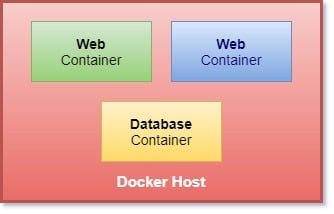 Web
Container
Web
Container
Database
Container
Docker Host